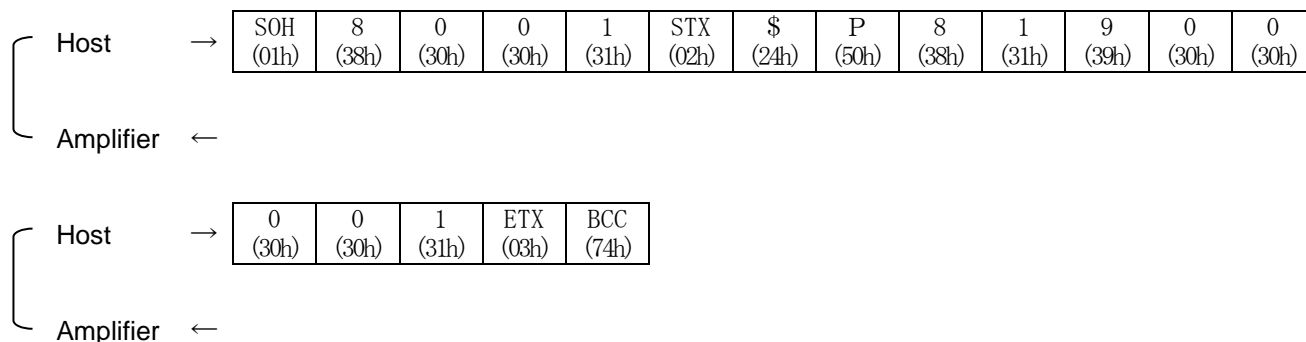 SOH 8 0 0 1 STX $ P 8 1 9 0 0
Host → (01h) (38h) (30h) (30h) (31h) (02h) (24h) (50h) (38h) (31h) (39h) (30h) (30h)
Amplifier ←
0 0 1 ETX BCC
Host → (30h) (30h) (31h) (03h) (74h)
Amplifier ←